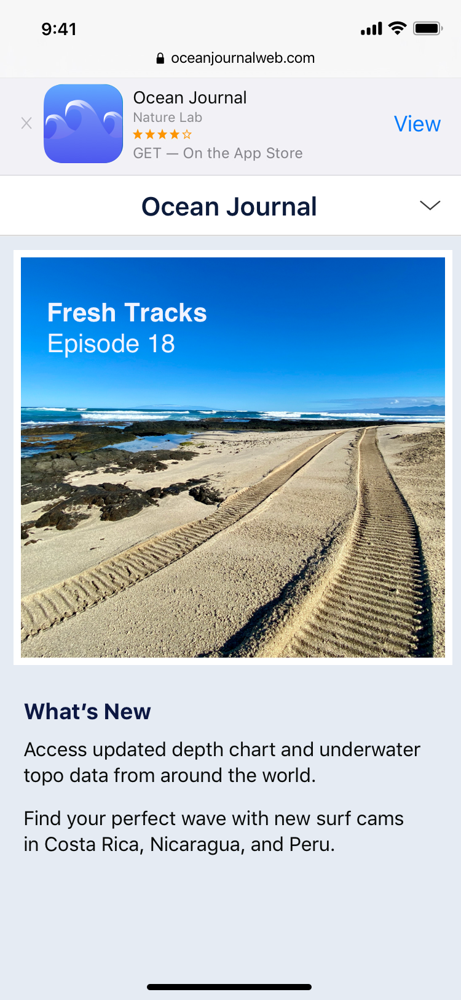 9:41
oceanjournalweb.com
Ocean Journal
Nature Lab
GET — On the App Store
View
Ocean Journal
Fresh Tracks
Episode 18
What’s New
Access updated depth chart and underwater
topo data from around the world.
Find your perfect wave with new surf cams
in Costa Rica, Nicaragua, and Peru.